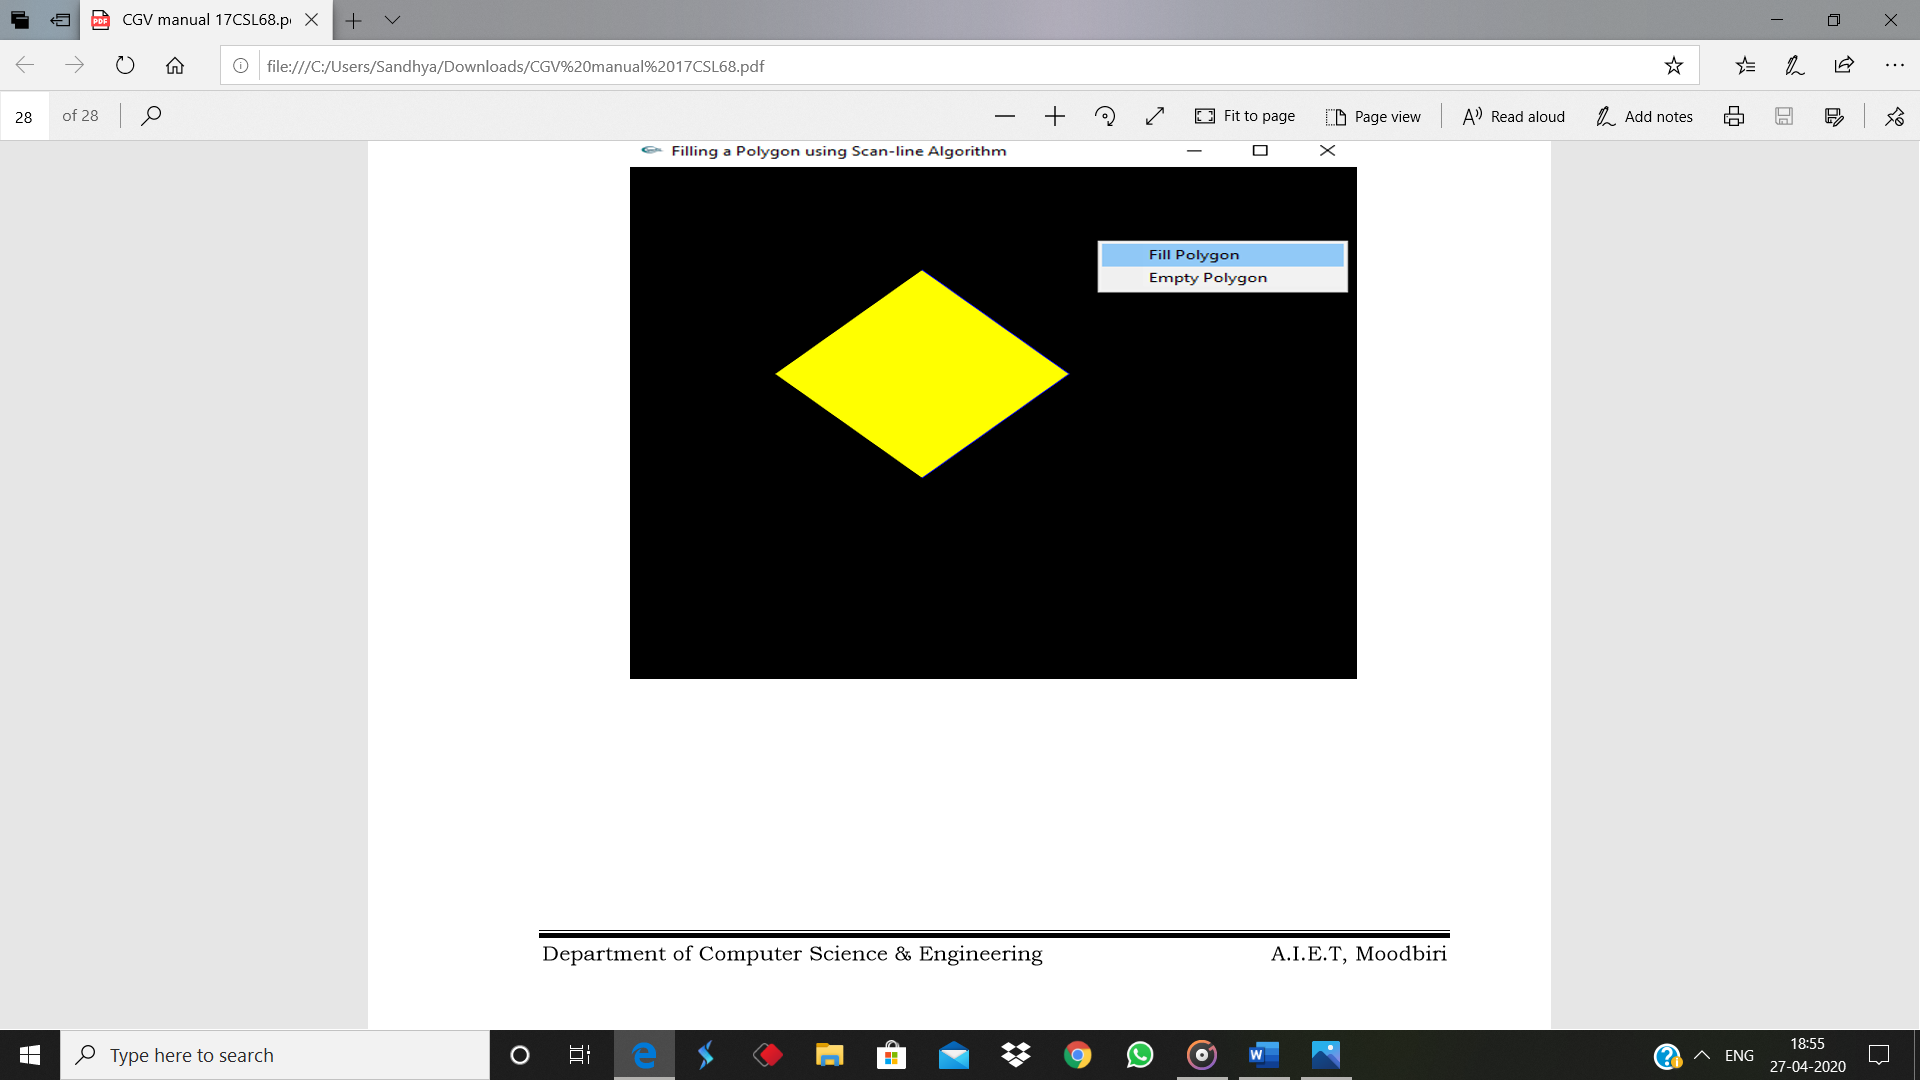 CGV manual 17CSL68.p
file:///C:/Users/Sandhya/Downloads/CGV%20manual%2017CSL68.pdf
28 of 28
Fit to page Page view Read aloud Add notes
Filling a Polygon using Scan-line Algorithm
Fill Polygon
Empty Polygon
Department of Computer Science & Engineering A.I.E.T, Moodbiri
Type here to search
ENG
18:55
27-04-2020